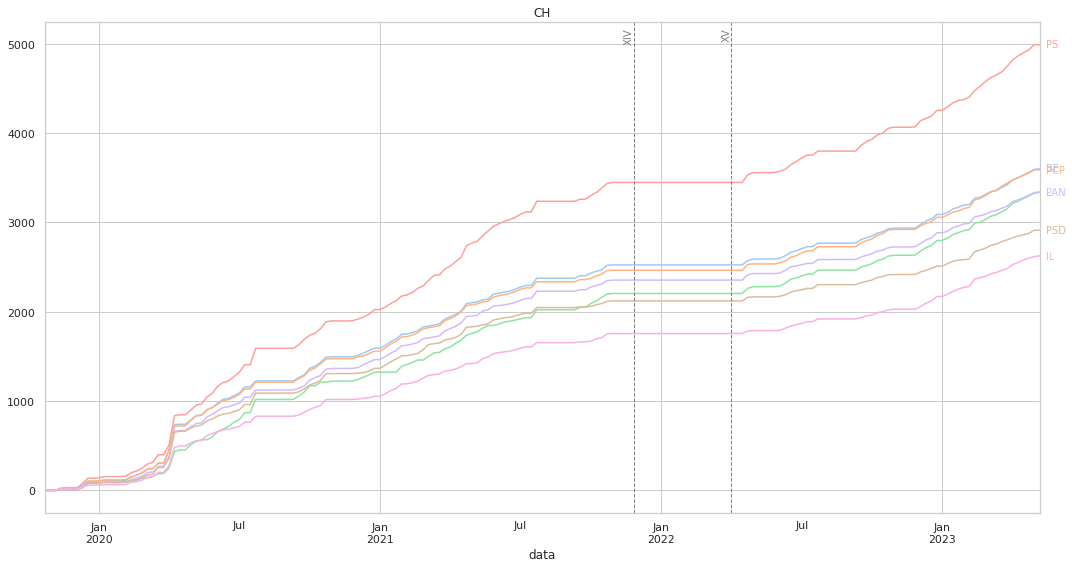 CH
XIV
XV
5000
4000
3000
2000
1000
0
PS
PCP
PAN
PSD
IL
Jan
2020
Jul
Jan
2021
Jul
Jan
2022
Jul
Jan
2023
data